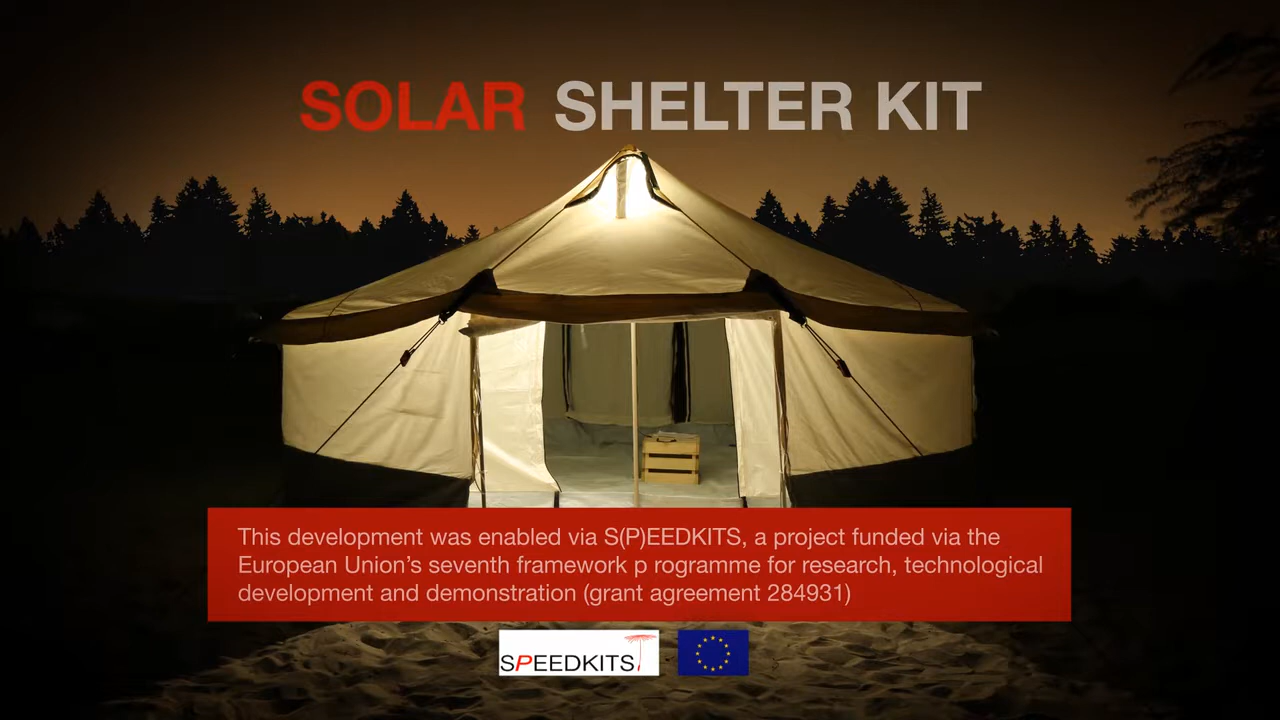 SOLAR SHELTER KIT
This development was enabled via S(P)EEDKITS, a project funded via the
European Union’s seventh framework p rogramme for research, technological
development and demonstration (grant agreement 284931)
SPEEDKITS